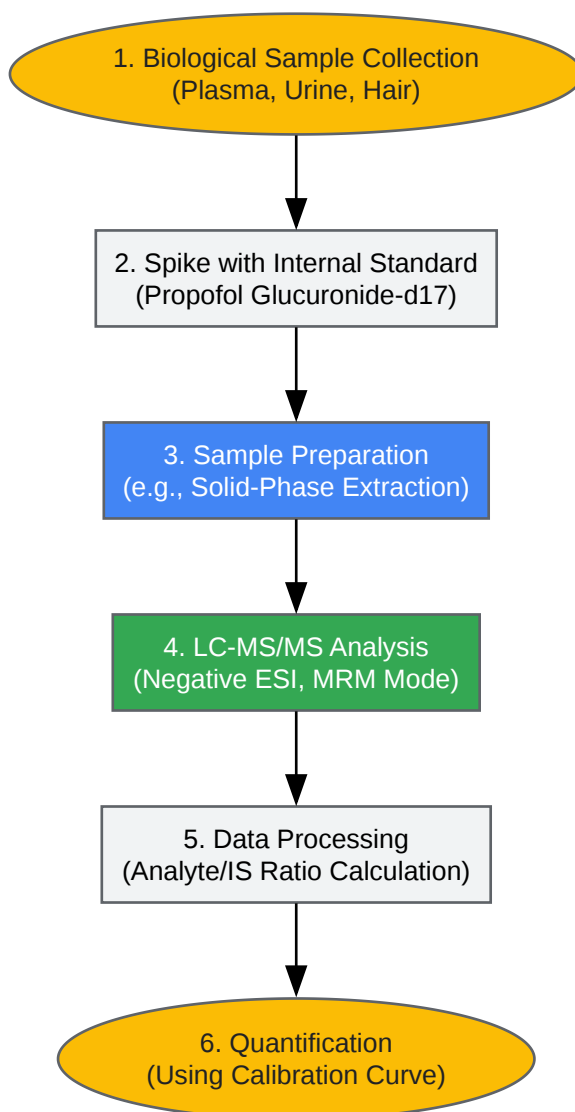 1. Biological Sample Collection
(Plasma, Urine, Hair)
2. Spike with Internal Standard
(Propofol Glucuronide-d17)
3. Sample Preparation
(e.g., Solid-Phase Extraction)
4. LC-MS/MS Analysis
(Negative ESI, MRM Mode)
5. Data Processing
(Analyte/IS Ratio Calculation)
6. Quantification
(Using Calibration Curve)